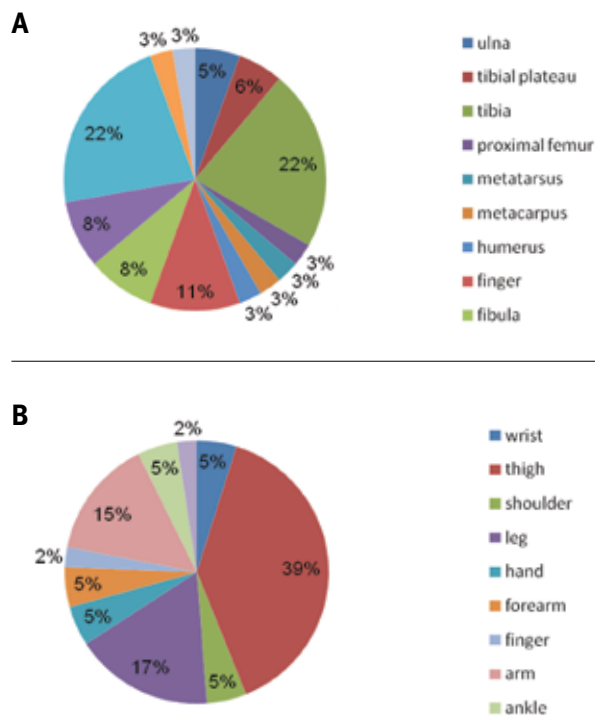 A
3% 3%
5%
6%
22%
22%
8%
8%
11%
3%
3%
3%
3%
ulna
tibial plateau
tibia
proximal femur
metatarsus
metacarpus
humerus
finger
fibula
B
2%
5%
5%
15%
39%
2%
5%
5%
17%
5%
wrist
thigh
shoulder
leg
hand
forearm
finger
arm
ankle